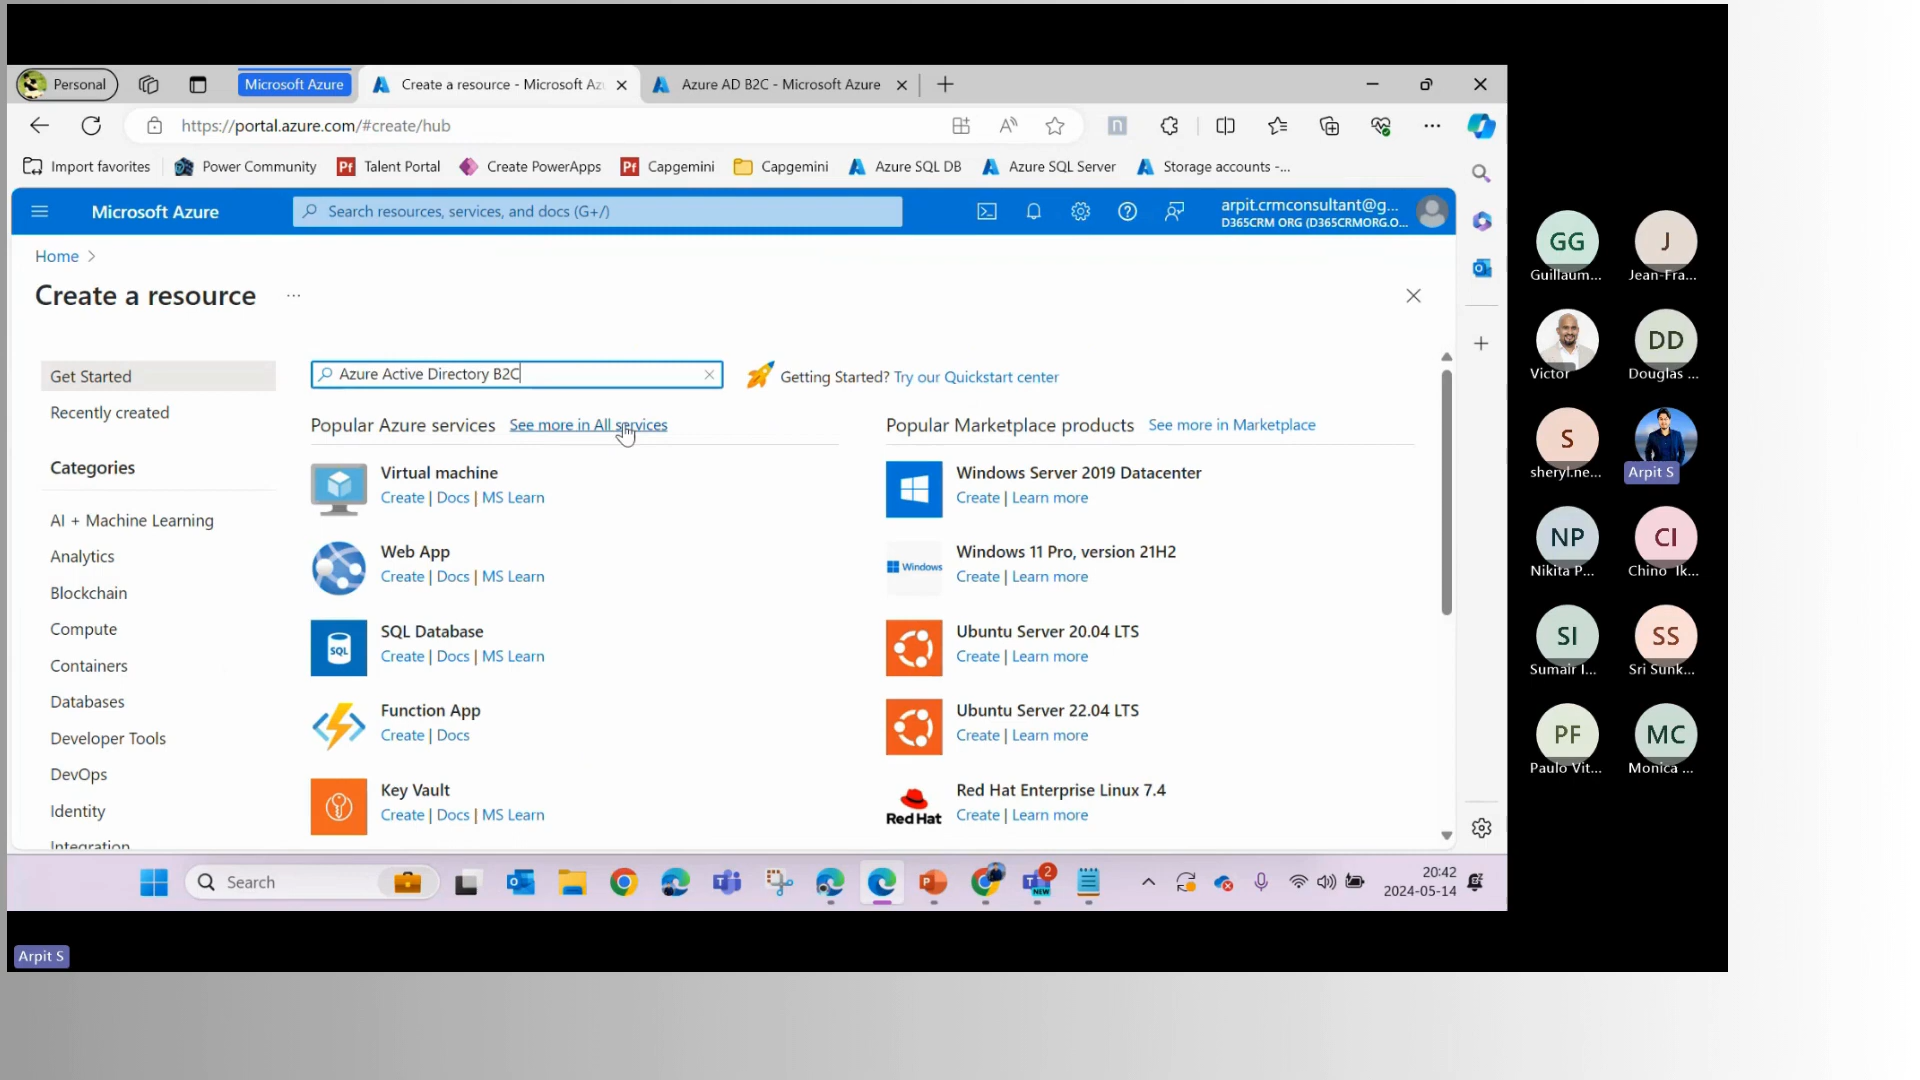 Personal
Microsoft Azure
Create a resource - Microsoft Az
Azure AD B2C - Microsoft Azure
https://portal.azure.com/#create/hub
Import favorites
Power Community
Talent Portal
Create PowerApps
Capgemini
Capgemini
Azure SQL DB
Azure SQL Server
Storage accounts -...
Microsoft Azure
Search resources, services, and docs (G+/)
arpit.crmconsultant@g...
D365CRM ORG (D365CRMORG.O...
Home
Create a resource
...
Get Started
Recently created
Categories
AI + Machine Learning
Analytics
Blockchain
Compute
Containers
Databases
Developer Tools
DevOps
Identity
Integration
Azure Active Directory B2C
Getting Started? Try our Quickstart center
Popular Azure services See more in All services
Virtual machine
Create | Docs | MS Learn
Web App
Create | Docs | MS Learn
SQL
SQL Database
Create | Docs | MS Learn
Function App
Create | Docs
Key Vault
Create | Docs | MS Learn
Popular Marketplace products See more in Marketplace
Windows Server 2019 Datacenter
Create | Learn more
Windows
Windows 11 Pro, version 21H2
Create | Learn more
Ubuntu Server 20.04 LTS
Create | Learn more
Ubuntu Server 22.04 LTS
Create | Learn more
Red Hat
Red Hat Enterprise Linux 7.4
Create | Learn more
Search
NEW
2
20:42
2024-05-14
GG
Guillaum...
J
Jean-Fra...
Victor
DD
Douglas ...
S
sheryl.ne...
Arpit S
NP
Nikita P...
CI
Chino Ik...
SI
Sumair I...
SS
Sri Sunk...
PF
Paulo Vit...
MC
Monica ...
Arpit S